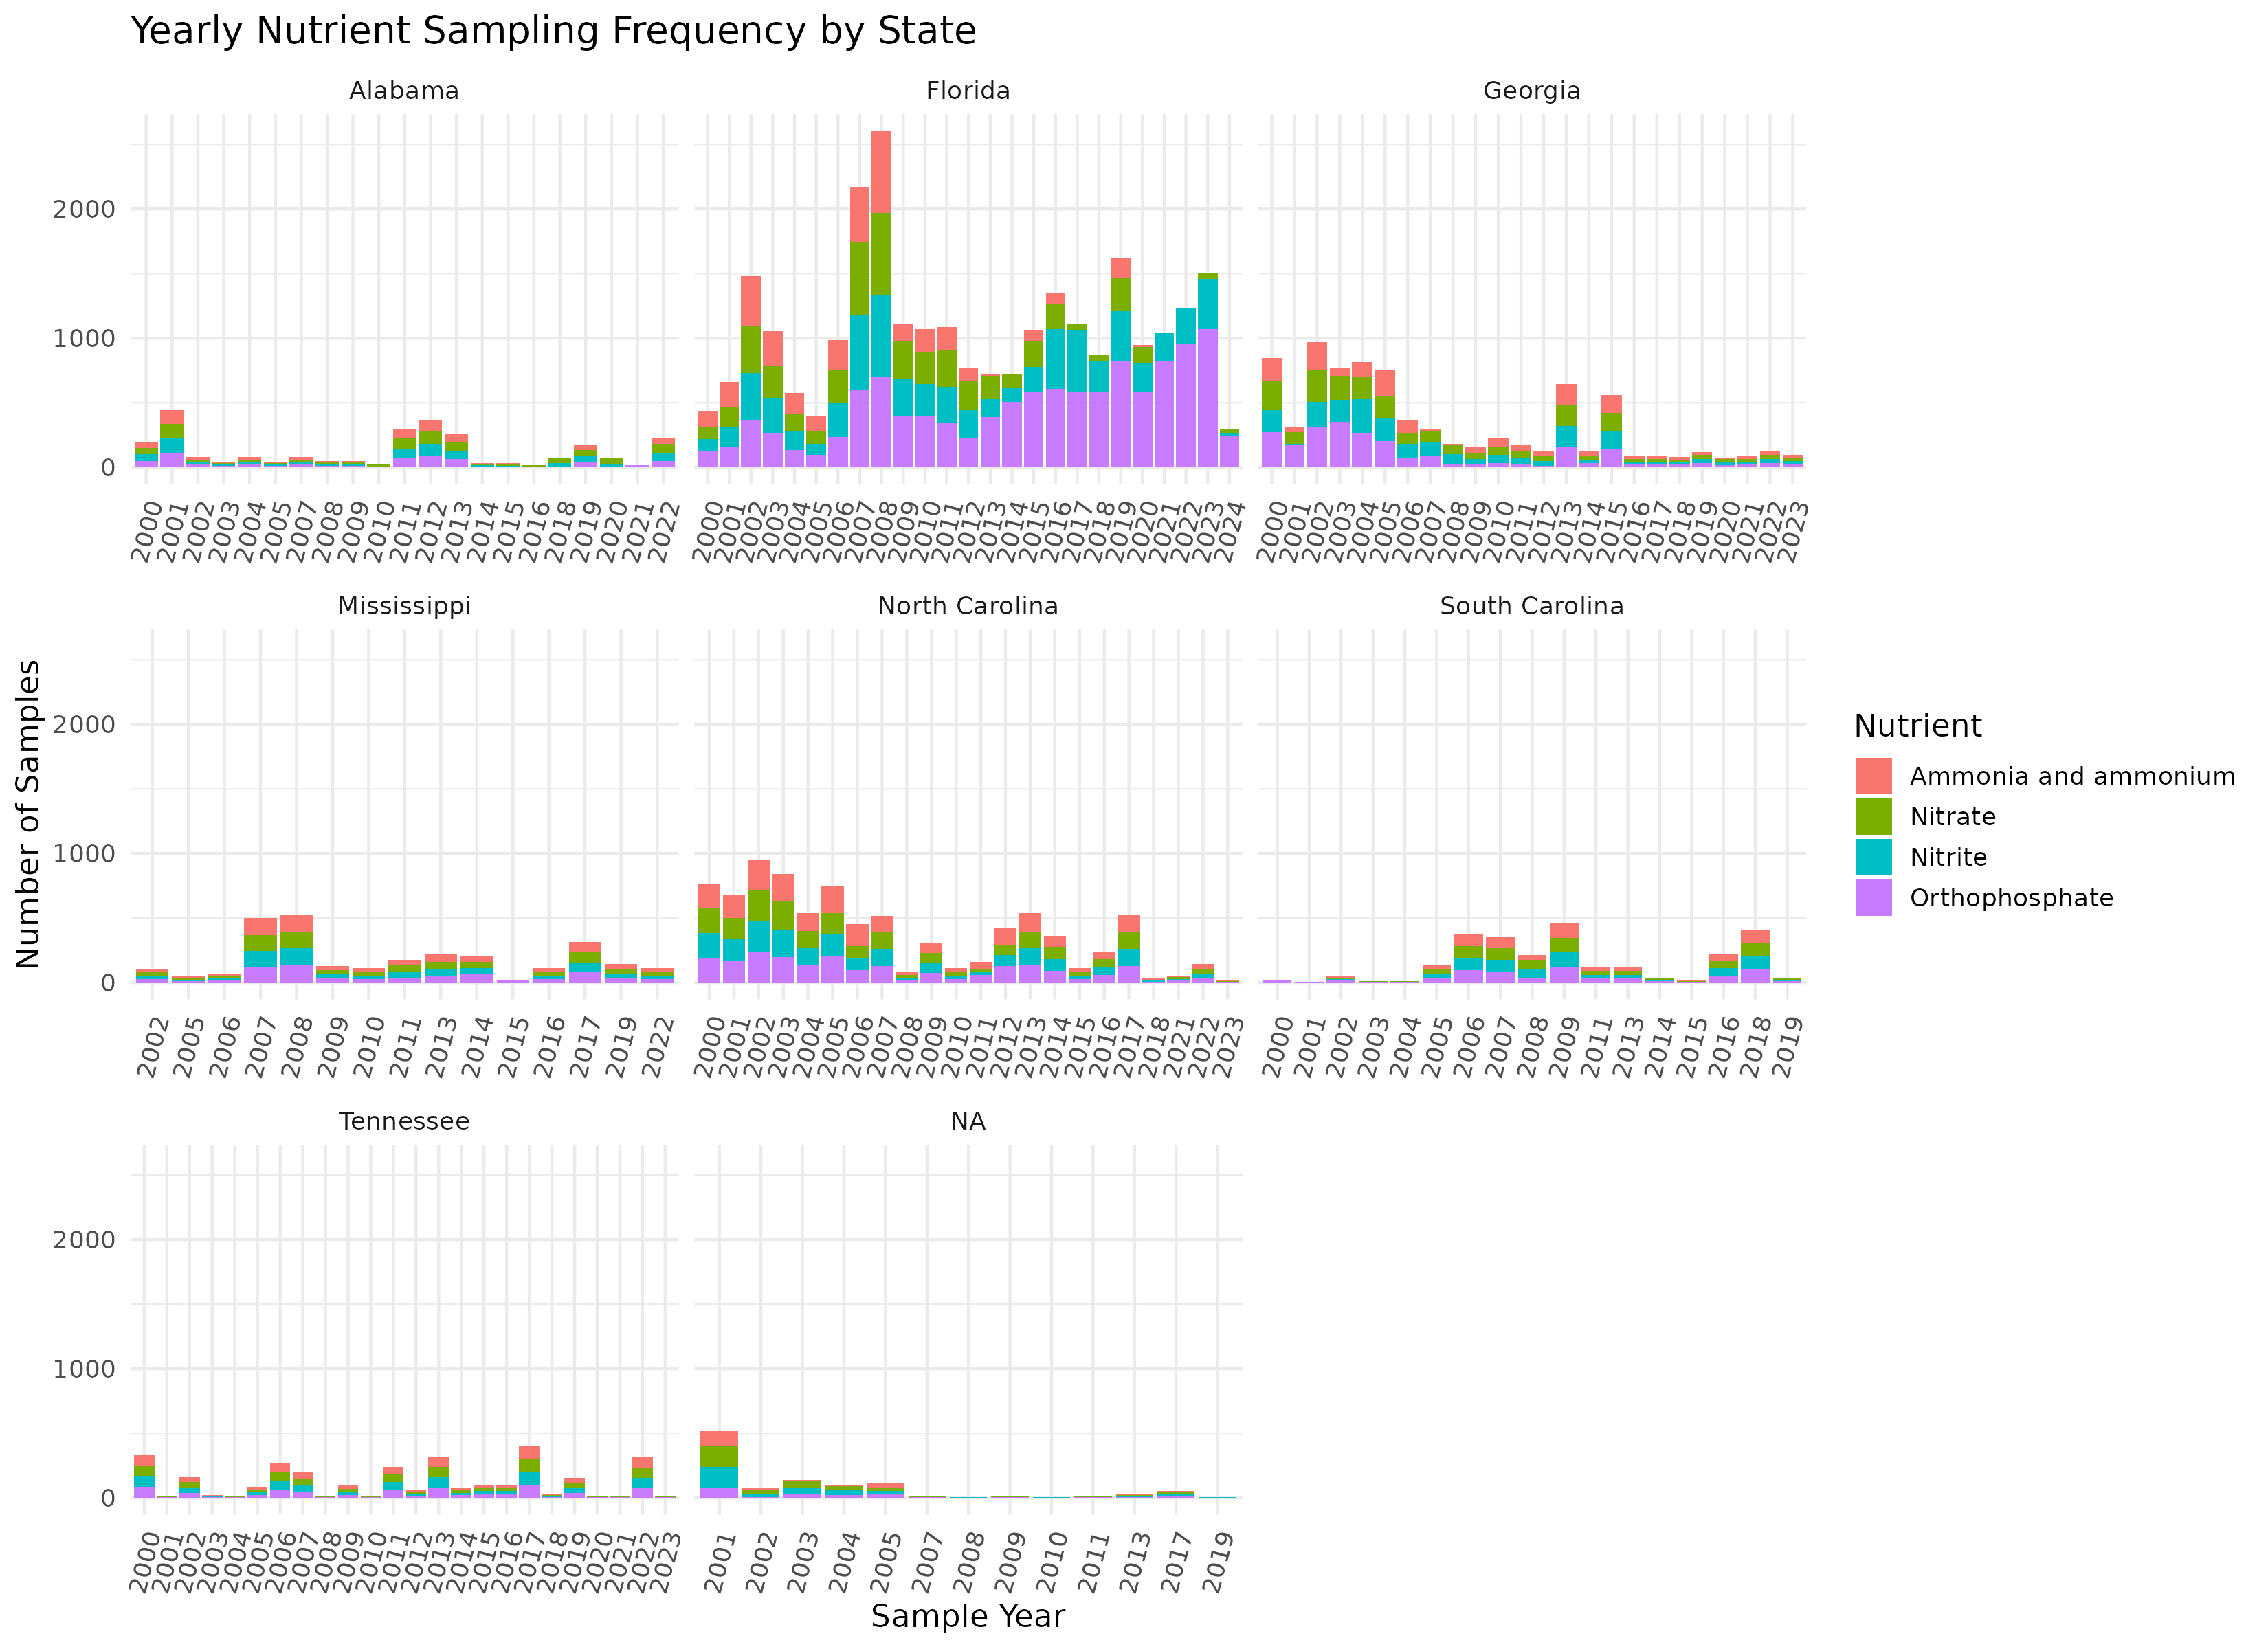 Yearly Nutrient Sampling Frequency by State
Alabama
Florida
Georgia
2000
1000
0
2000 2001 2002 2003 2004 2005 2007 2008 2009 2010 2011 2012 2013 2014 2015 2016 2018 2019 2020 2021 2022
2000 2001 2002 2003 2004 2005 2006 2007 2008 2009 2010 2011 2012 2013 2014 2015 2016 2017 2018 2019 2020 2021 2022 2023 2024
2000 2001 2002 2003 2004 2005 2006 2007 2008 2009 2010 2011 2012 2013 2014 2015 2016 2017 2018 2019 2020 2021 2022 2023
Mississippi
North Carolina
South Carolina
Number of Samples
2000
1000
0
2002 2005 2006 2007 2008 2009 2010 2011 2013 2014 2015 2016 2017 2019 2022
2000 2001 2002 2003 2004 2005 2006 2007 2008 2009 2010 2011 2012 2013 2014 2015 2016 2017 2018 2021 2022 2023
2000 2001 2002 2003 2004 2005 2006 2007 2008 2009 2011 2013 2014 2015 2016 2018 2019
Tennessee
NA
2000
1000
0
2000 2001 2002 2003 2004 2005 2006 2007 2008 2009 2010 2011 2012 2013 2014 2015 2016 2017 2018 2019 2020 2021 2022 2023
2001 2002 2003 2004 2005 2007 2008 2009 2010 2011 2013 2017 2019
Sample Year
Nutrient
Ammonia and ammonium
Nitrate
Nitrite
Orthophosphate